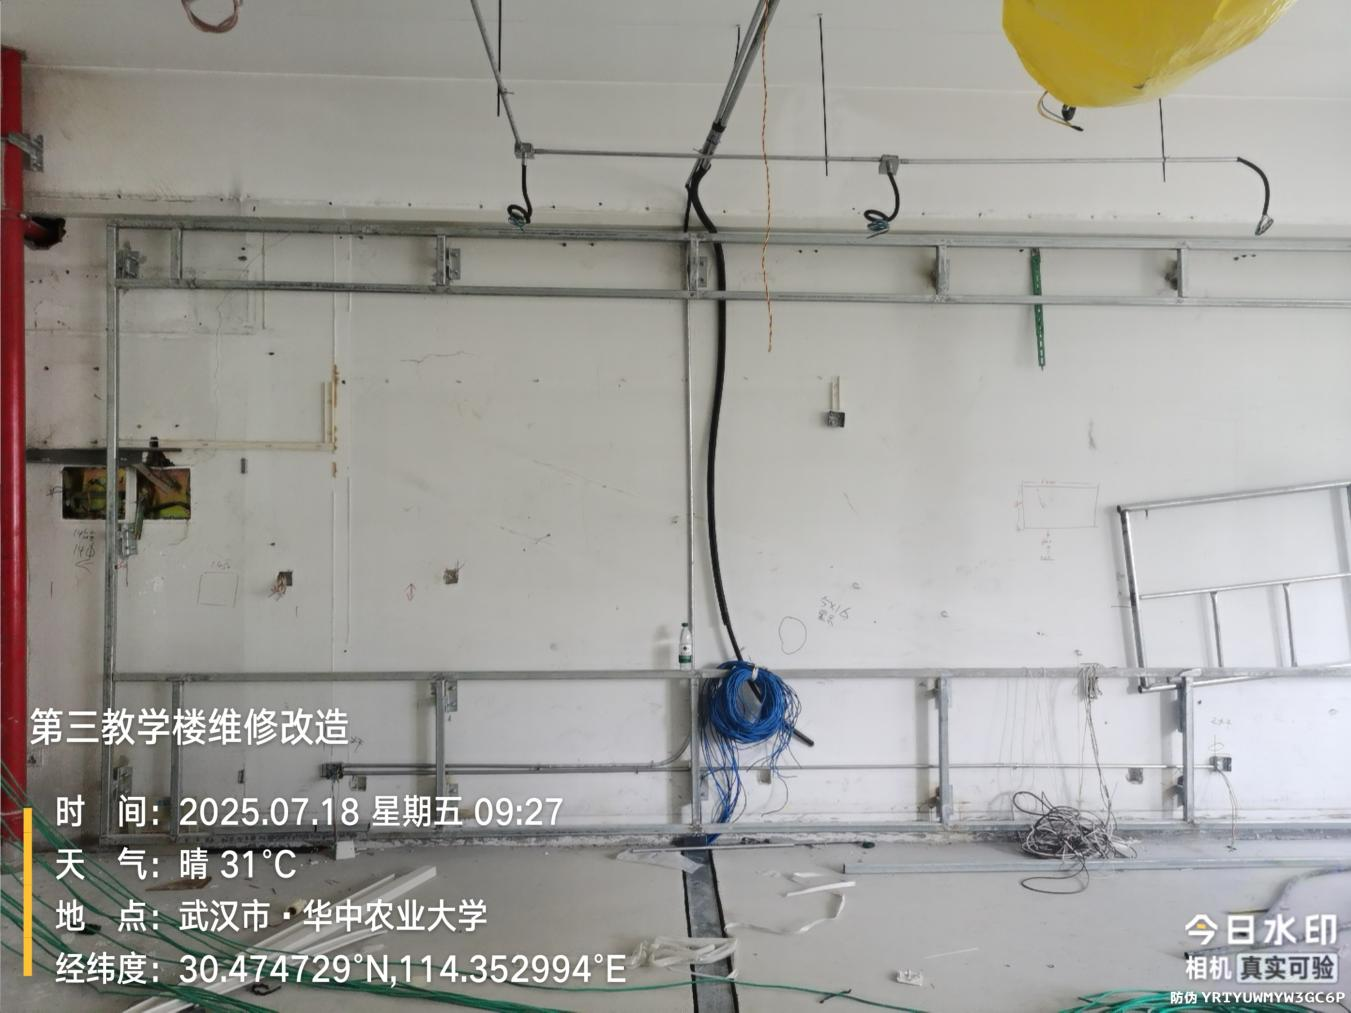 第三教学楼维修改造
时 间：2025.07.18 星期五 09:27
天 气：晴 31°C
地 点：武汉市·华中农业大学
经纬度：30.474729°N,114.352994°E
今日水印
相机 真实可验
防伪 YRTYUWMYW3GC6P